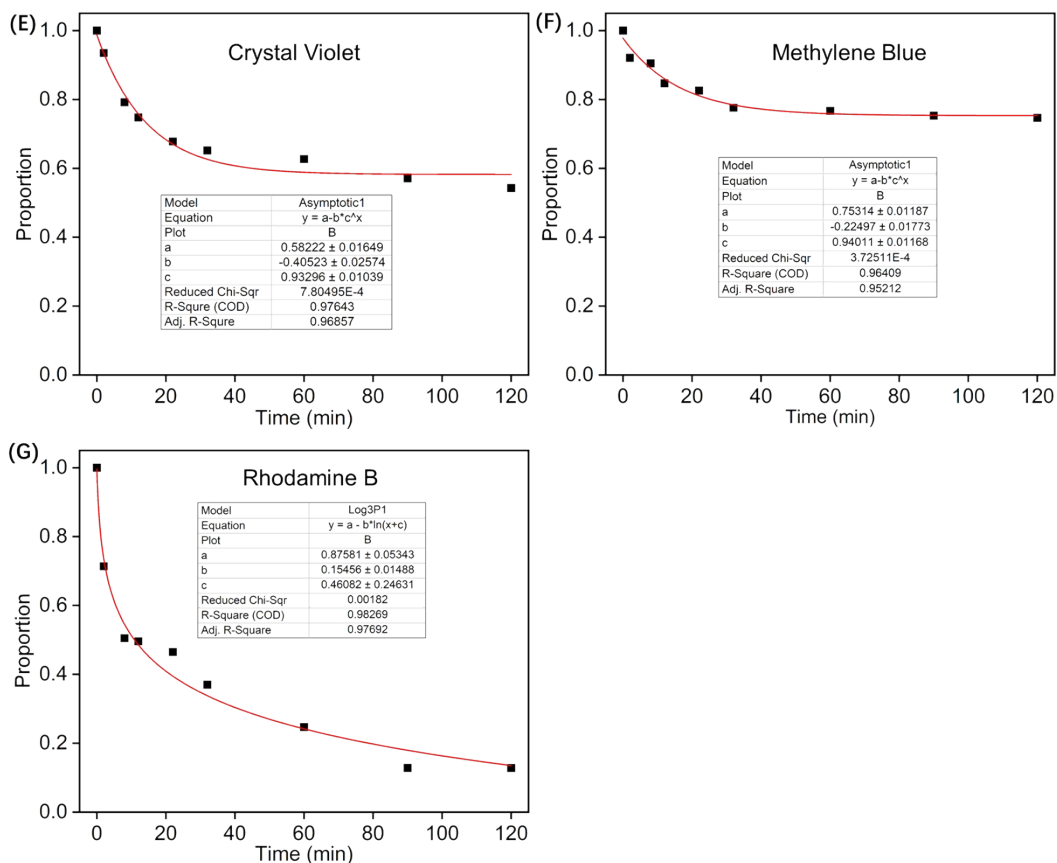 (E)
Crystal Violet
Proportion
1.0
0.8
0.6
0.4
0.2
0.0
Model Asymptotic1
Equation y = a-b*c^x
Plot B
a 0.58222 ± 0.01649
b -0.40523 ± 0.02574
c 0.93296 ± 0.01039
Reduced Chi-Sqr 7.80495E-4
R-Squre (COD) 0.97643
Adj. R-Squre 0.96857
0 20 40 60 80 100 120
Time (min)
(F)
Methylene Blue
Proportion
1.0
0.8
0.6
0.4
0.2
0.0
Model Asymptotic1
Equation y = a-b*c^x
Plot B
a 0.75314 ± 0.01187
b -0.22497 ± 0.01773
c 0.94011 ± 0.01168
Reduced Chi-Sqr 3.72511E-4
R-Square (COD) 0.96409
Adj. R-Square 0.95212
0 20 40 60 80 100 120
Time (min)
(G)
Rhodamine B
Proportion
1.0
0.8
0.6
0.4
0.2
0.0
Model Log3P1
Equation y = a - b*ln(x+c)
Plot B
a 0.87581 ± 0.05343
b 0.15456 ± 0.01488
c 0.46082 ± 0.24631
Reduced Chi-Sqr 0.00182
R-Square (COD) 0.98269
Adj. R-Square 0.97692
0 20 40 60 80 100 120
Time (min)